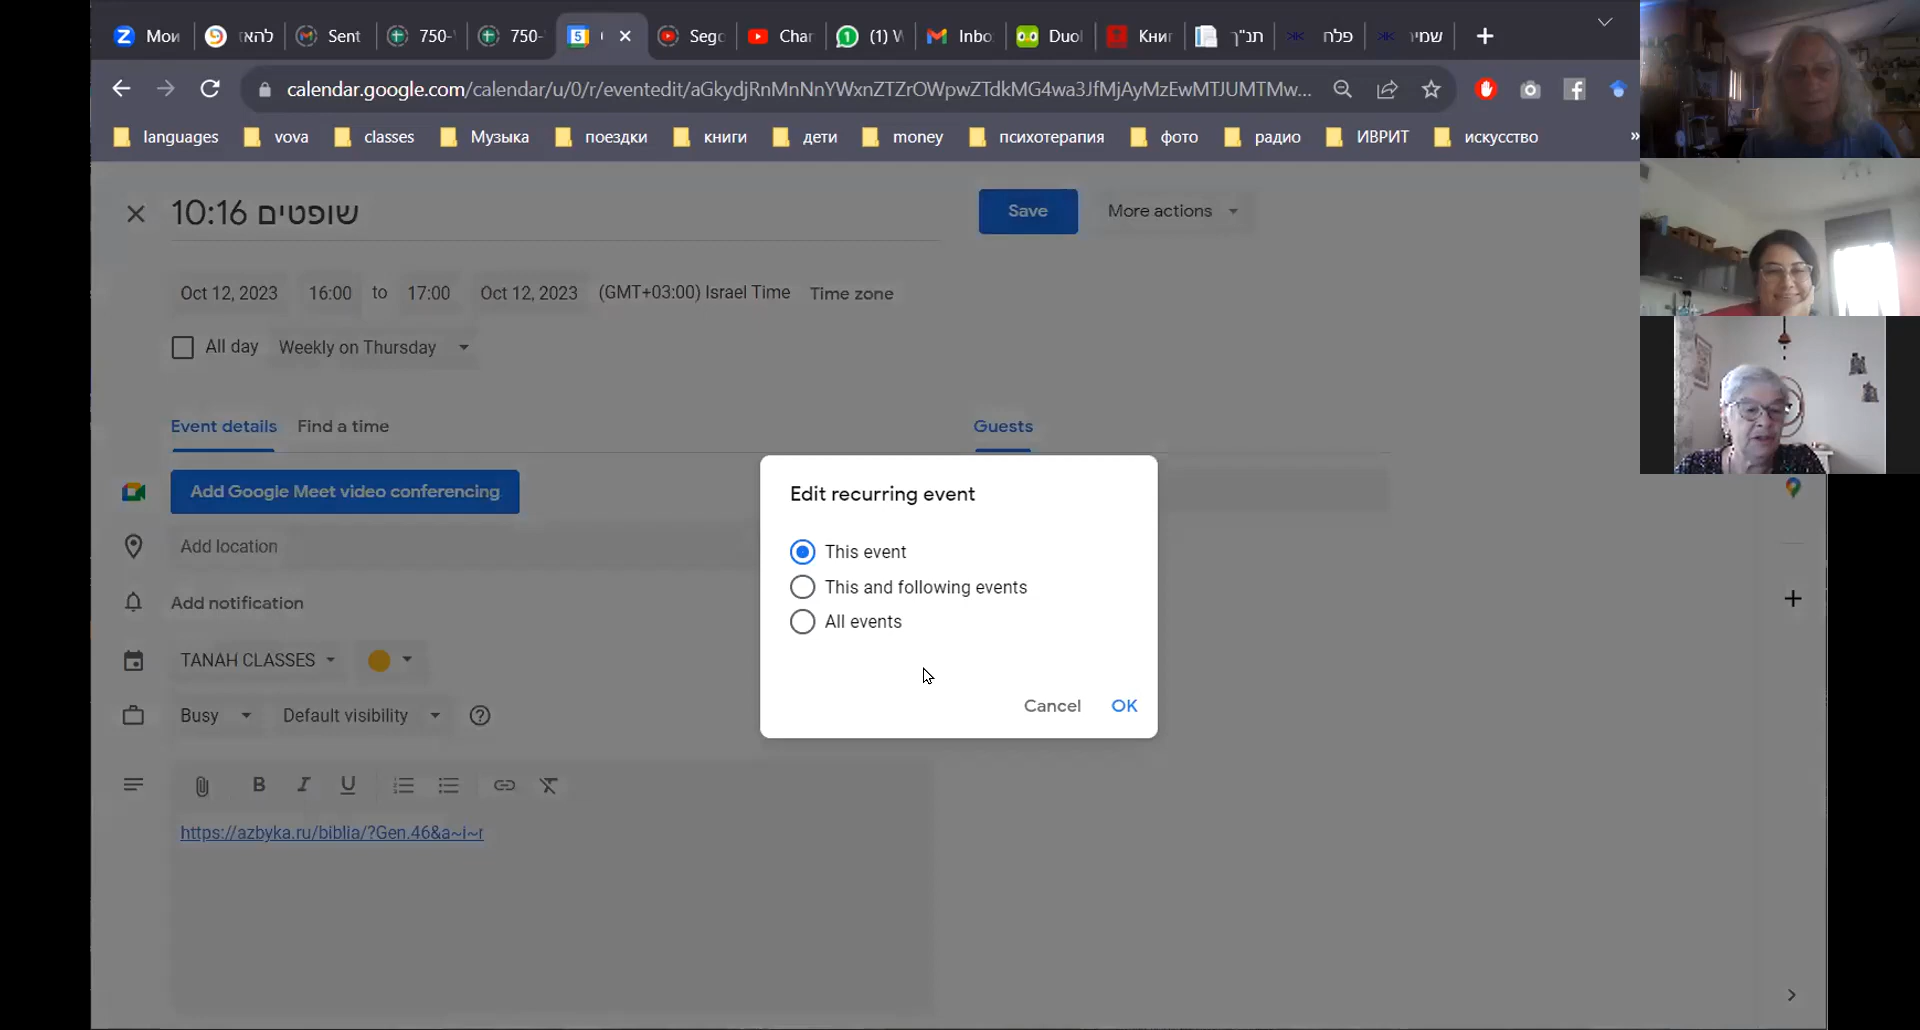 Мои
להאז
Sent
750-
750-
5
Sego
Char
(1) W
Inbo
Duol
Книг
תנ"ך
פלה
שמיר
calendar.google.com/calendar/u/0/r/eventedit/aGkydjRnMnNnYWxnZTZrOWpwZTdkMG4wa3JfMjAyMzEwMTJUMTMw...
languages
vova
classes
Музыка
поездки
книги
дети
money
психотерапия
фото
радио
ИВРИТ
искусство
»
שופטים 10:16
Save
More actions
Oct 12, 2023 16:00 to 17:00 Oct 12, 2023 (GMT+03:00) Israel Time Time zone
All day Weekly on Thursday
Event details Find a time
Guests
Add Google Meet video conferencing
Edit recurring event
This event
This and following events
All events
Cancel OK
Add location
Add notification
TANAH CLASSES
Busy Default visibility
B I U
https://azbyka.ru/biblia/?Gen.46&a~i~r